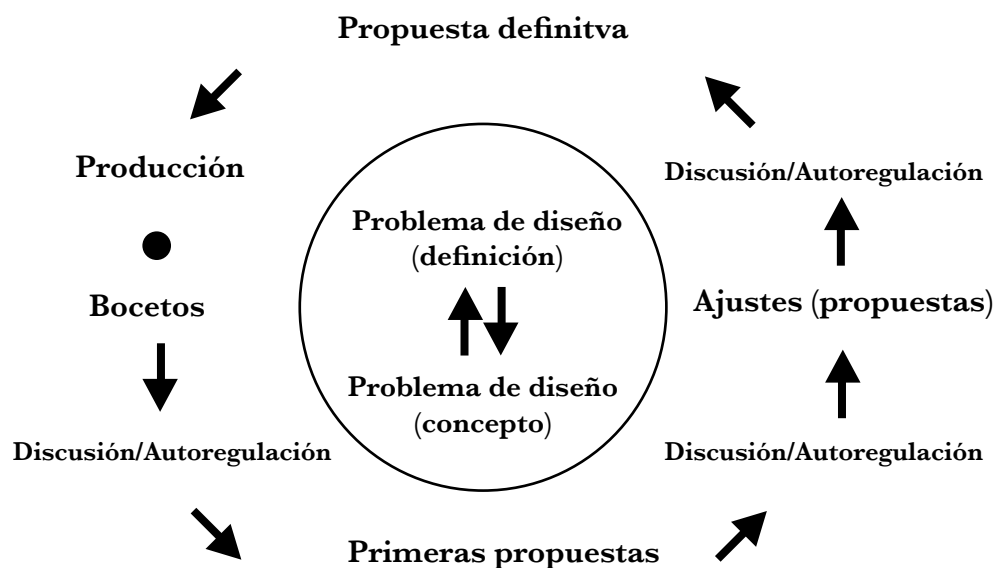 Propuesta definitva
Producción
Discusión/Autoregulación
Problema de diseño
(definición)
Bocetos
Ajustes (propuestas)
Problema de diseño
(concepto)
Discusión/Autoregulación
Discusión/Autoregulación
Primeras propuestas